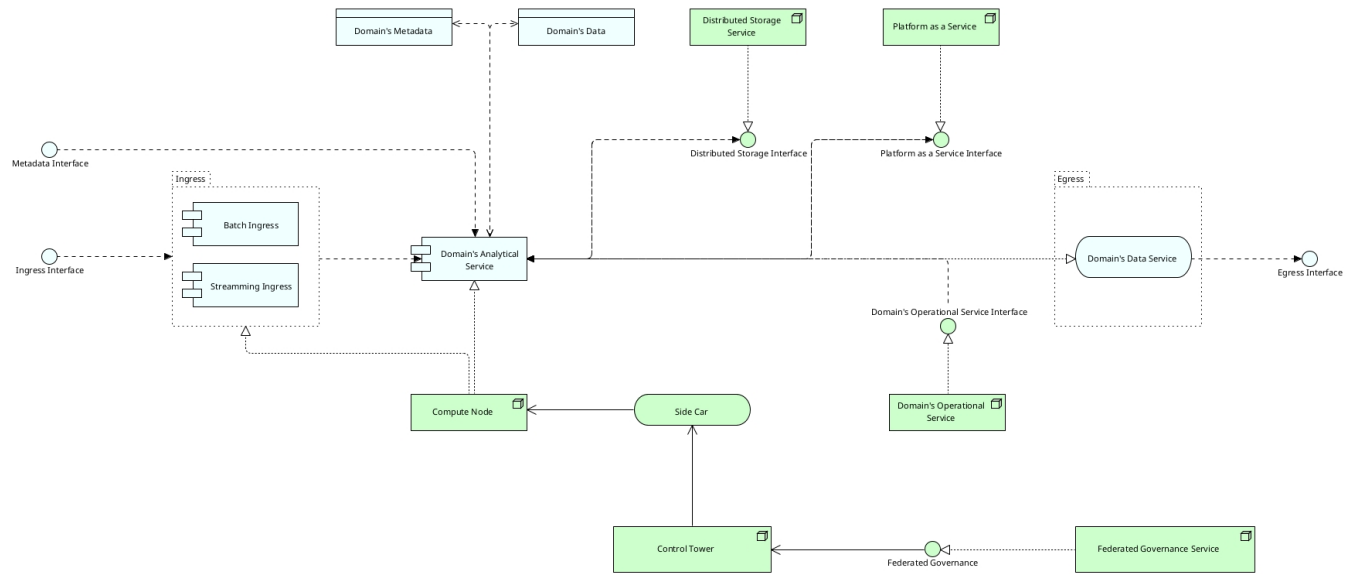 Domain's Metadata
Domain's Data
Distributed Storage
Service
Platform as a Service
Metadata Interface
Distributed Storage Interface
Platform as a Service Interface
Ingress
Egress
Batch Ingress
Ingress Interface
Domain's Analytical
Service
Domain's Data Service
Egress Interface
Streamming Ingress
Domain's Operational Service Interface
Compute Node
Side Car
Domain's Operational
Service
Control Tower
Federated Governance
Federated Governance Service